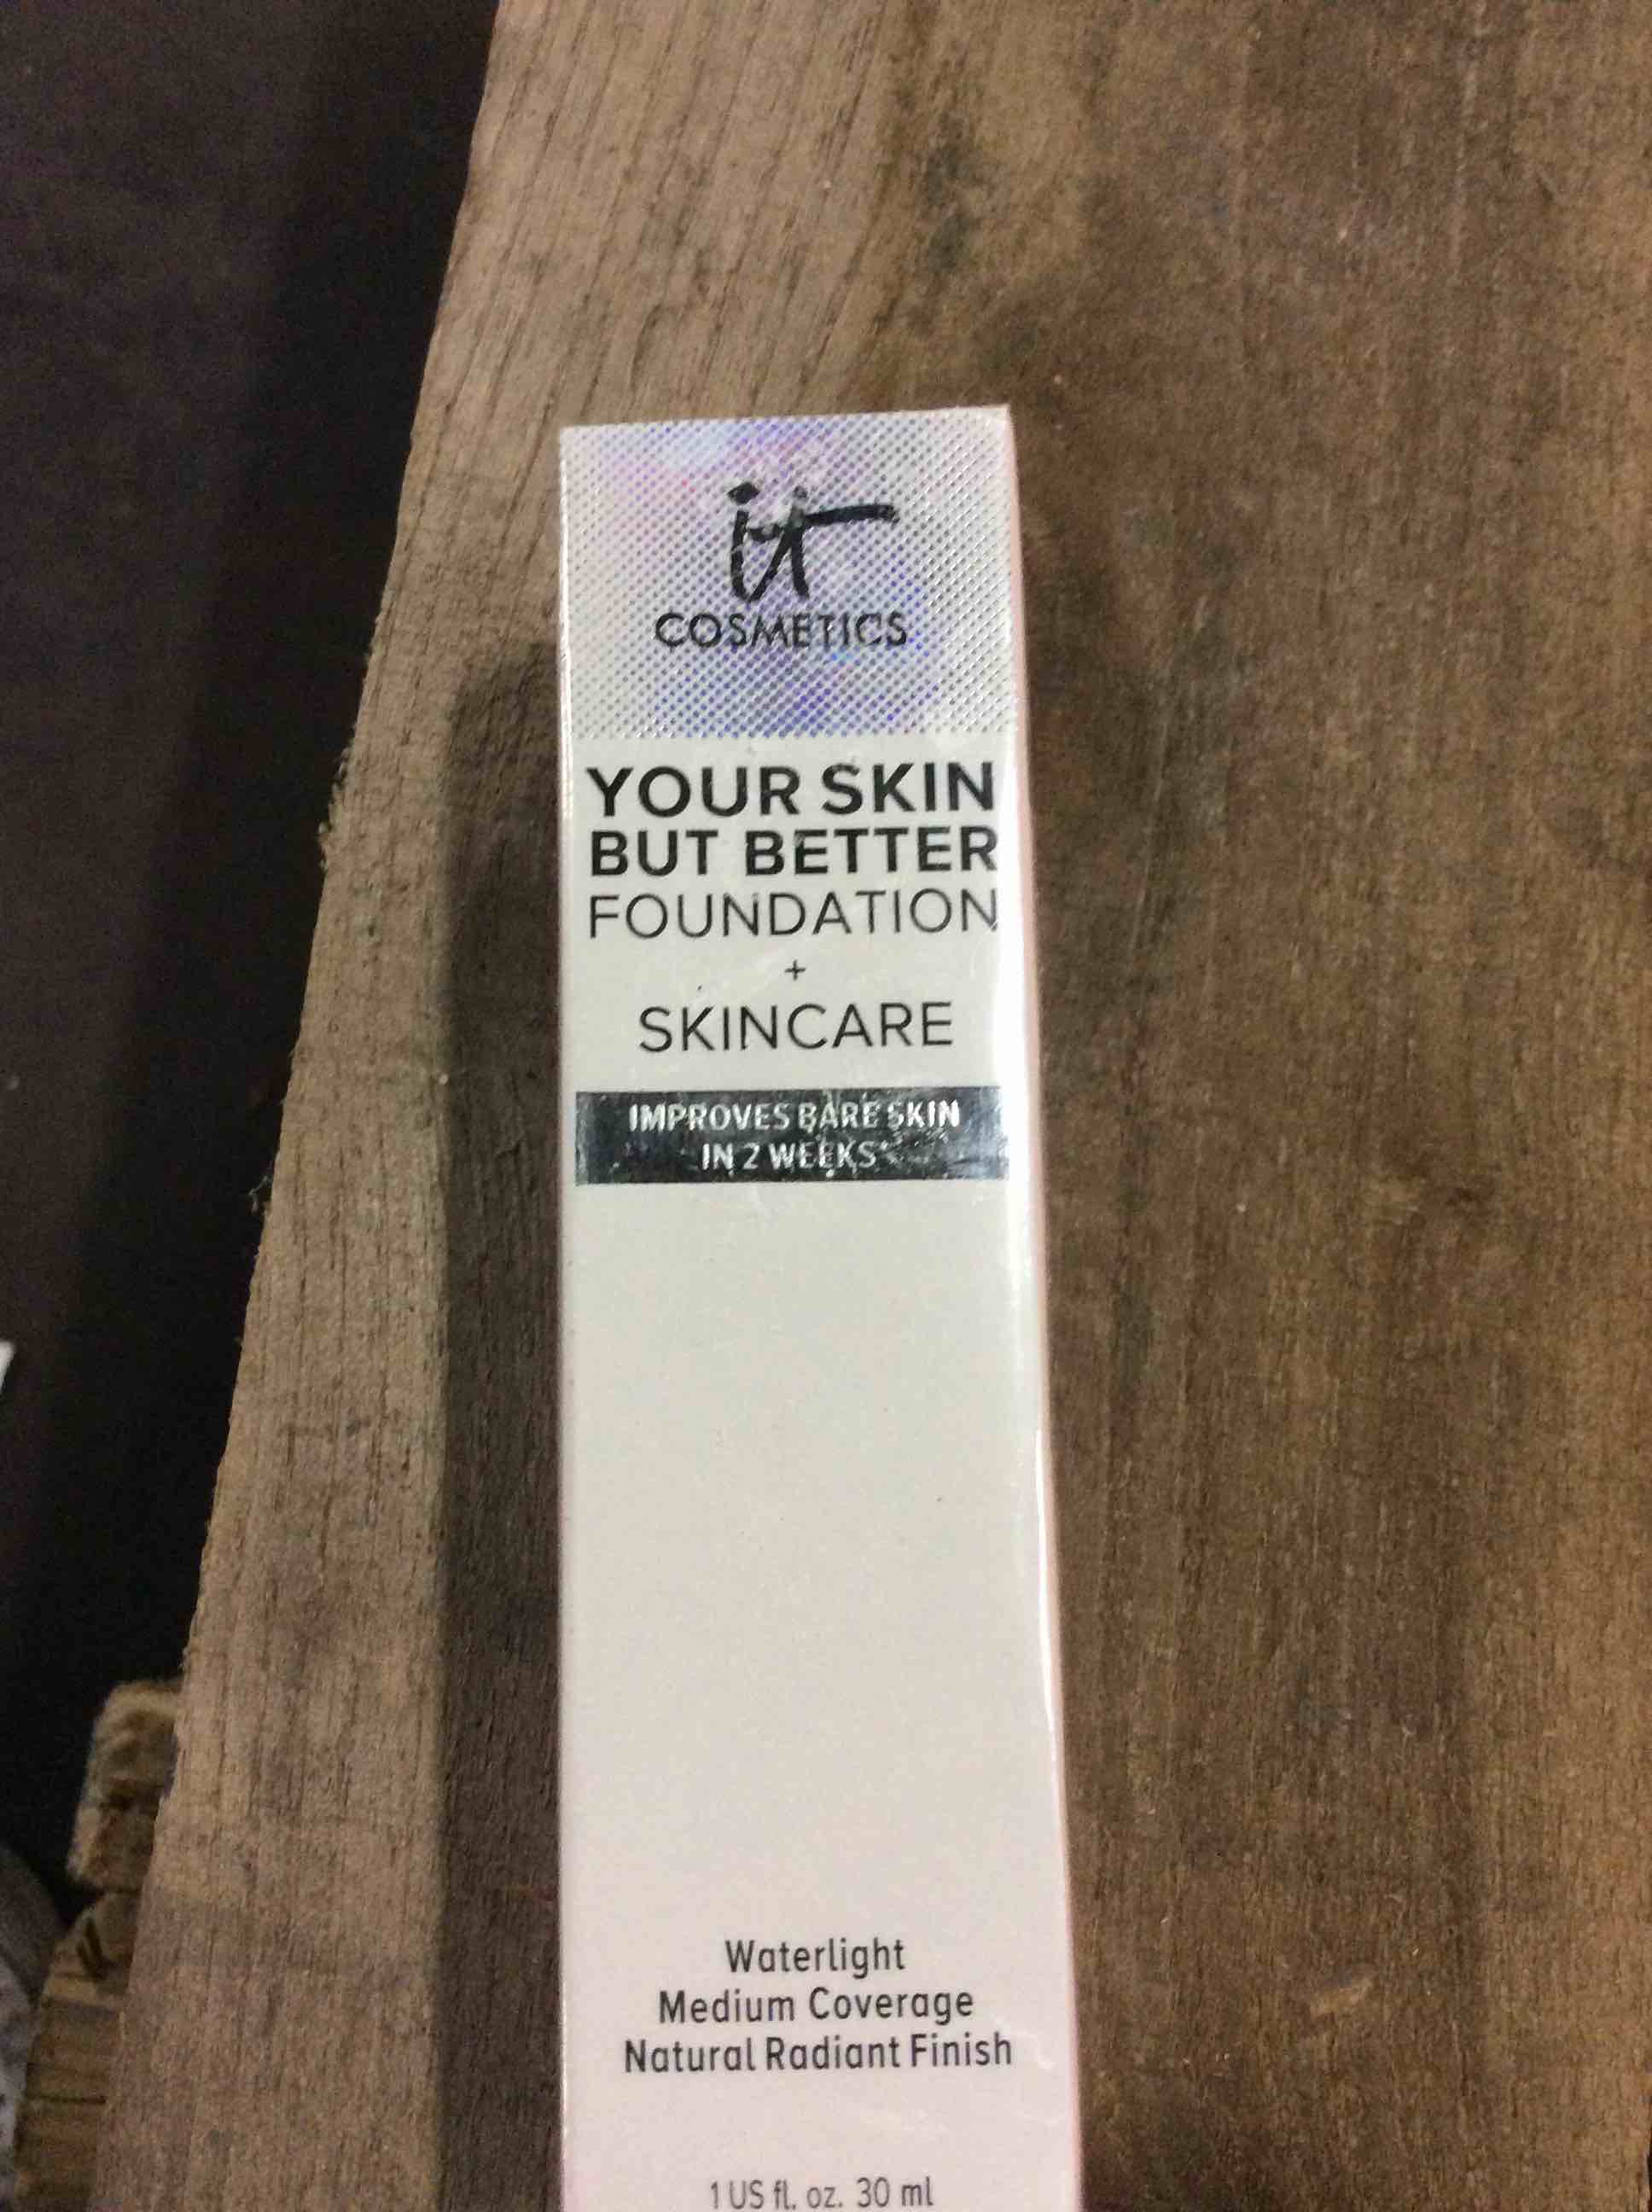 it
COSMETICS
YOUR SKIN
BUT BETTER
FOUNDATION
+
SKINCARE
IMPROVES BARE SKIN
IN 2 WEEKS*
Waterlight
Medium Coverage
Natural Radiant Finish
1 US fl. oz. 30 ml